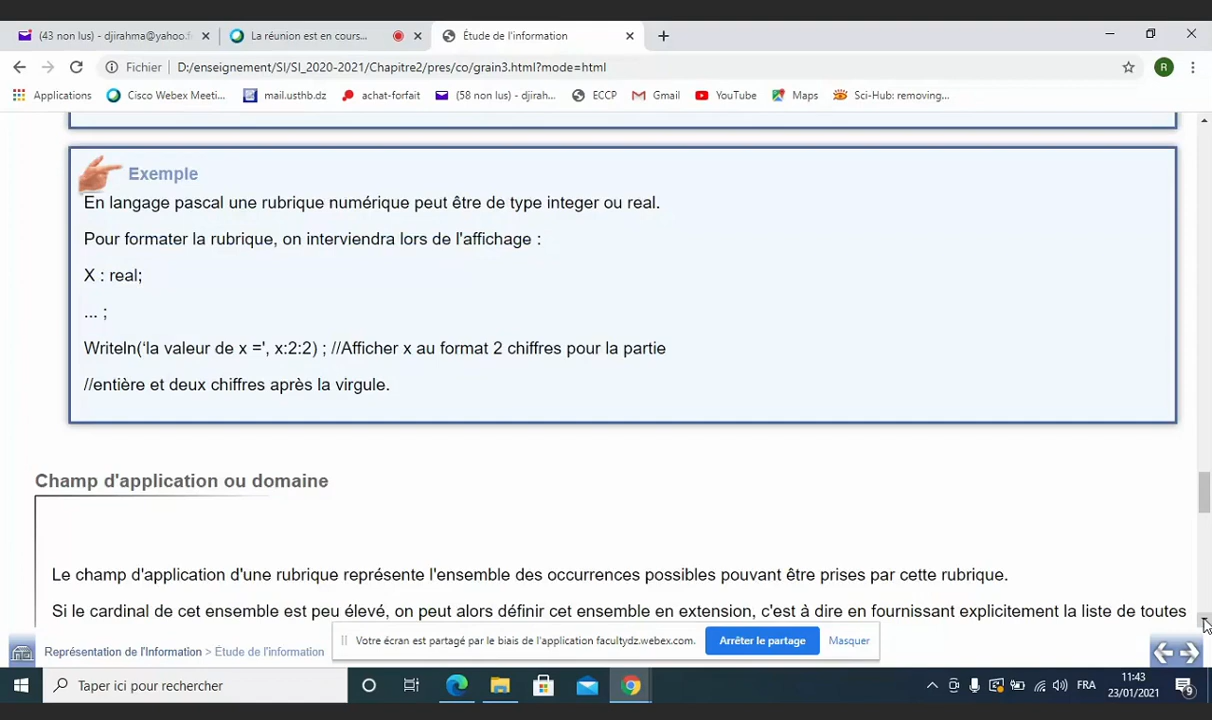 (43 non lus) - djirahma@yahoo.f
La réunion est en cours...
Étude de l'information
Fichier
D:/enseignement/SI/SI_2020-2021/Chapitre2/pres/co/grain3.html?mode=html
R
Applications
Cisco Webex Meeti...
mail.usthb.dz
achat-forfait
(58 non lus) - djirah...
ECCP
Gmail
YouTube
Maps
Sci-Hub: removing...
Exemple
En langage pascal une rubrique numérique peut être de type integer ou real.
Pour formater la rubrique, on interviendra lors de l'affichage :
X : real;
... ;
Writeln(‘la valeur de x =', x:2:2) ; //Afficher x au format 2 chiffres pour la partie
//entière et deux chiffres après la virgule.
Champ d'application ou domaine
Le champ d'application d'une rubrique représente l'ensemble des occurrences possibles pouvant être prises par cette rubrique.
Si le cardinal de cet ensemble est peu élevé, on peut alors définir cet ensemble en extension, c'est à dire en fournissant explicitement la liste de toutes
Votre écran est partagé par le biais de l'application facultydz.webex.com.
Arrêter le partage
Masquer
Représentation de l'Information > Étude de l'information
Taper ici pour rechercher
FRA
11:43
23/01/2021
9